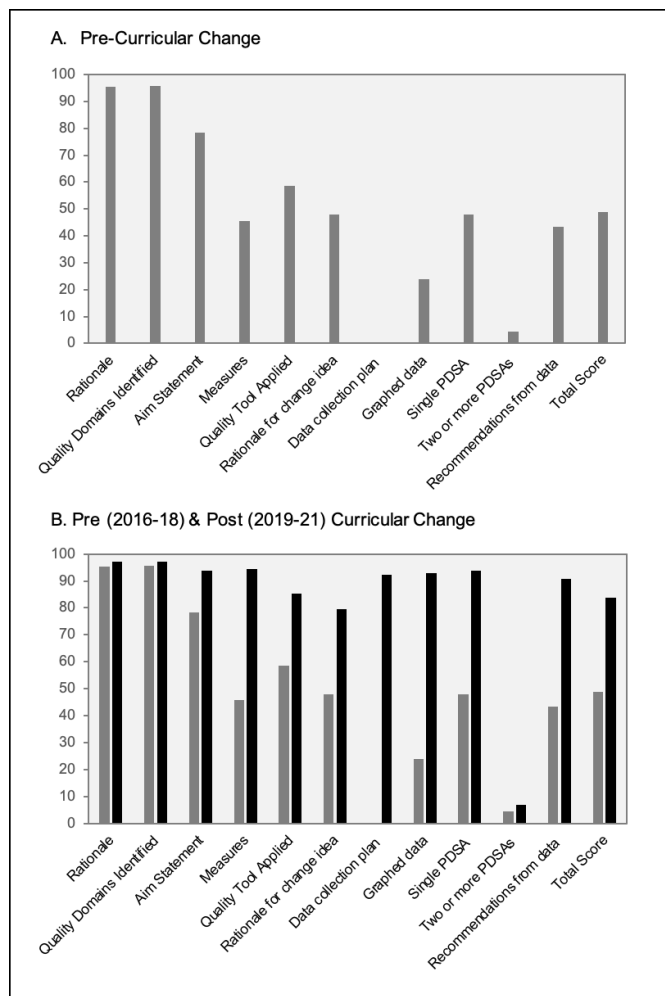 A. Pre-Curricular Change
100
90
80
70
60
50
40
30
20
10
0
Rationale
Quality Domains Identified
Aim Statement
Measures
Quality Tool Applied
Rationale for change idea
Data collection plan
Graphed data
Single PDSA
Two or more PDSAs
Recommendations from data
Total Score
B. Pre (2016-18) & Post (2019-21) Curricular Change
100
90
80
70
60
50
40
30
20
10
0
Rationale
Quality Domains Identified
Aim Statement
Measures
Quality Tool Applied
Rationale for change idea
Data collection plan
Graphed data
Single PDSA
Two or more PDSAs
Recommendations from data
Total Score